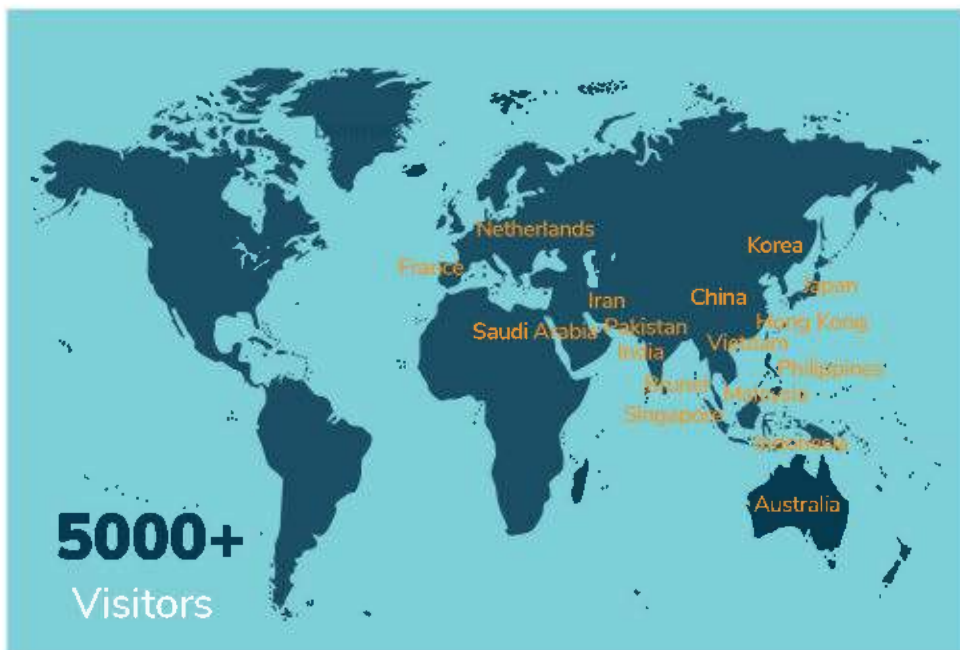 Netherlands
Korea
France
Japan
China
Iran
Hong Kong
Saudi Arabia
Pakistan
Vietnam
India
Philippines
Brunei
Malaysia
Singapore
Indonesia
Australia
5000+
Visitors